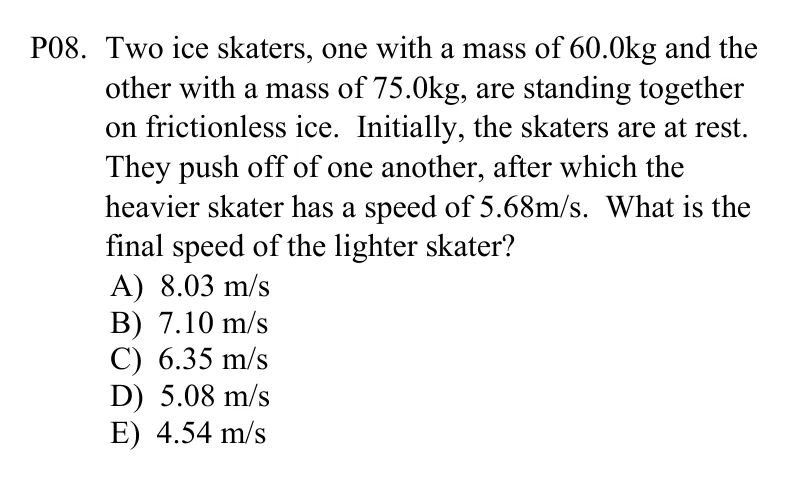 P08. Two ice skaters, one with a mass of 60.0kg and the
other with a mass of 75.0kg, are standing together
on frictionless ice. Initially, the skaters are at rest.
They push off of one another, after which the
heavier skater has a speed of 5.68m/s. What is the
final speed of the lighter skater?
A) 8.03 m/s
B) 7.10 m/s
C) 6.35 m/s
D) 5.08 m/s
E) 4.54 m/s